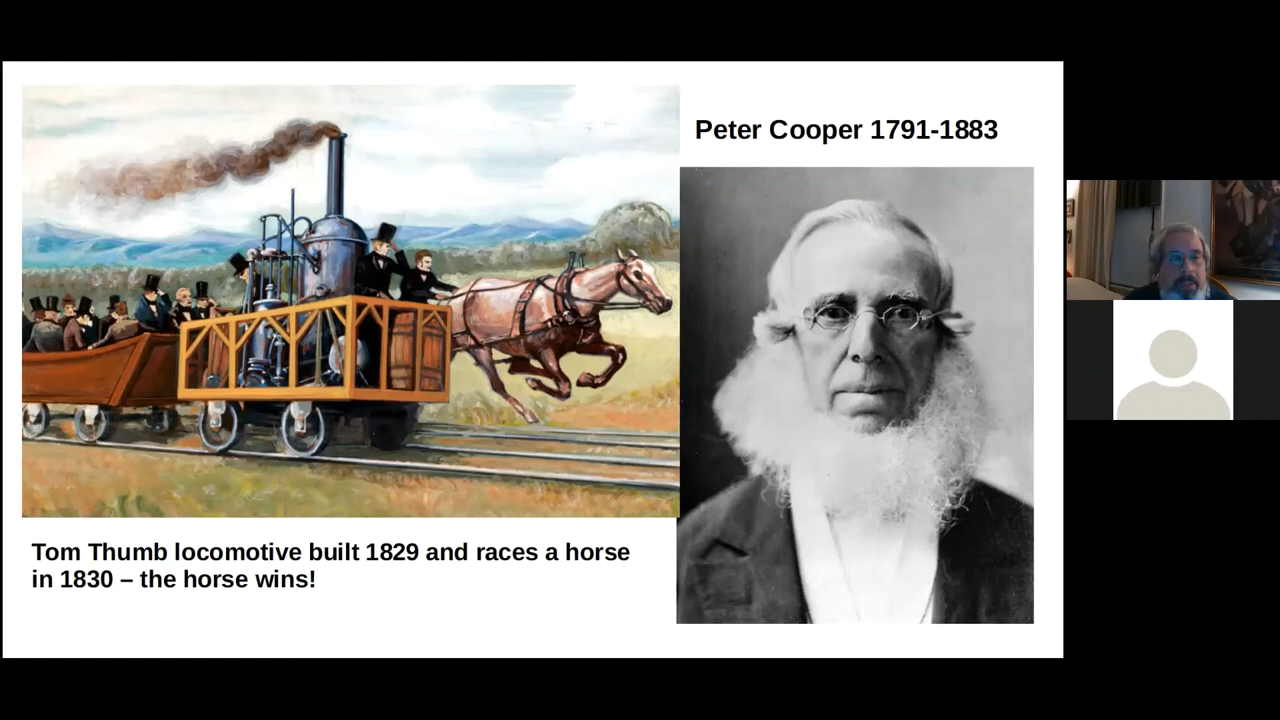 Peter Cooper 1791-1883
Tom Thumb locomotive built 1829 and races a horse
in 1830 – the horse wins!